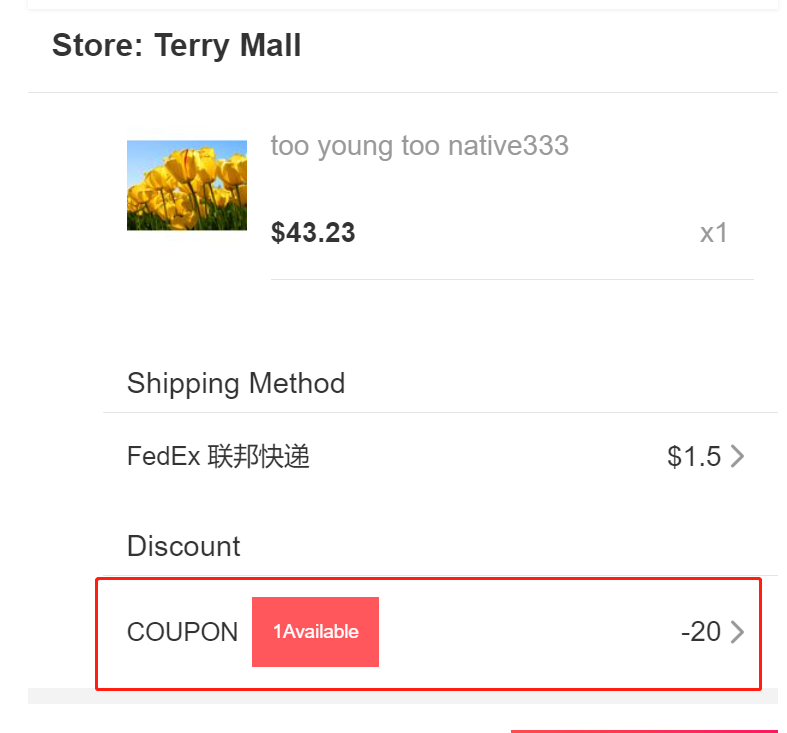 Store: Terry Mall
too young too native333
$43.23 x1
Shipping Method
FedEx 联邦快递 $1.5
Discount
COUPON 1Available -20